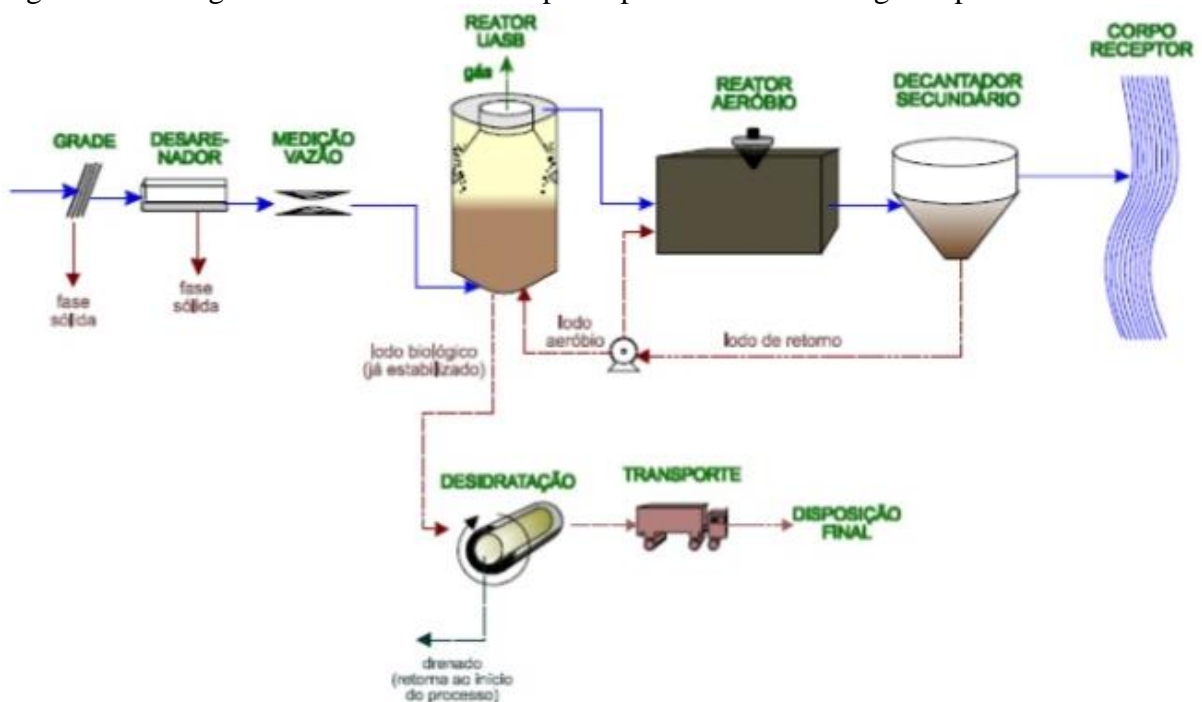 REATOR
UASB
gás
CORPO
RECEPTOR
REATOR
AERÓBIO
DECANTADOR
SECUNDÁRIO
GRADE
DESARE-
NADOR
MEDIÇÃO
VAZÃO
fase
sólida
fase
sólida
lodo biológico
(já estabilizado)
lodo
aeróbio
lodo de retorno
DESIDRATAÇÃO
TRANSPORTE
DISPOSIÇÃO
FINAL
drenado
(retorna ao início
do processo)